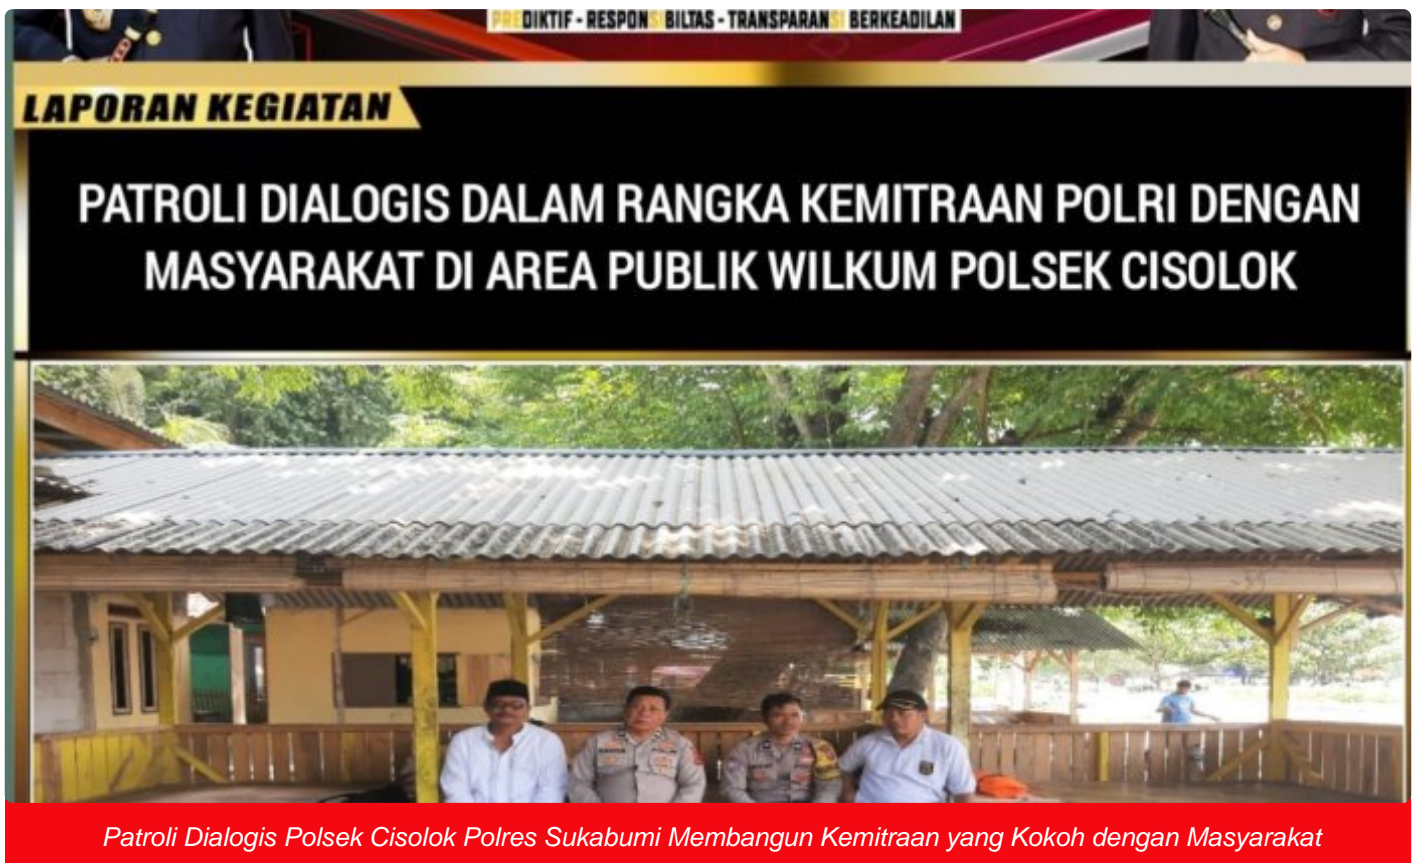 PREDIKTIF - RESPONSIBILTAS - TRANSPARANSI BERKEADILAN
LAPORAN KEGIATAN
PATROLI DIALOGIS DALAM RANGKA KEMITRAAN POLRI DENGAN
MASYARAKAT DI AREA PUBLIK WILKUM POLSEK CISOLOK
Patroli Dialogis Polsek Cisolok Polres Sukabumi Membangun Kemitraan yang Kokoh dengan Masyarakat